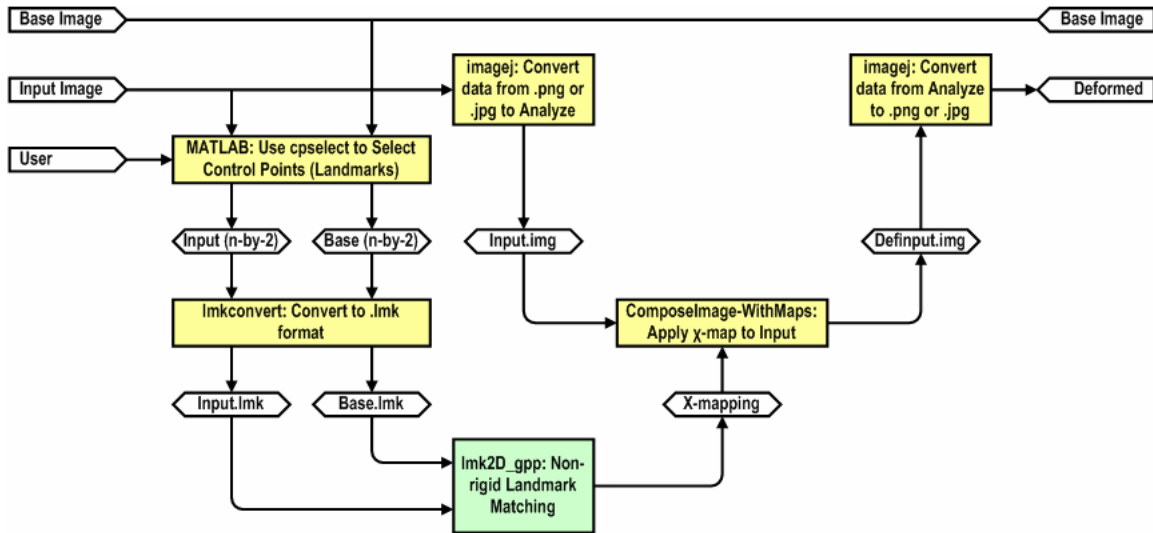 Base Image
Base Image
imagej: Convert
data from .png or
.jpg to Analyze
imagej: Convert
data from Analyze
to .png or .jpg
Input Image
Deformed
User
MATLAB: Use cpselect to Select
Control Points (Landmarks)
Input (n-by-2)
Base (n-by-2)
Input.img
Definput.img
lmkconvert: Convert to .lmk
format
ComposeImage-WithMaps:
Apply χ-map to Input
Input.lmk
Base.lmk
X-mapping
lmk2D_gpp: Non-
rigid Landmark
Matching